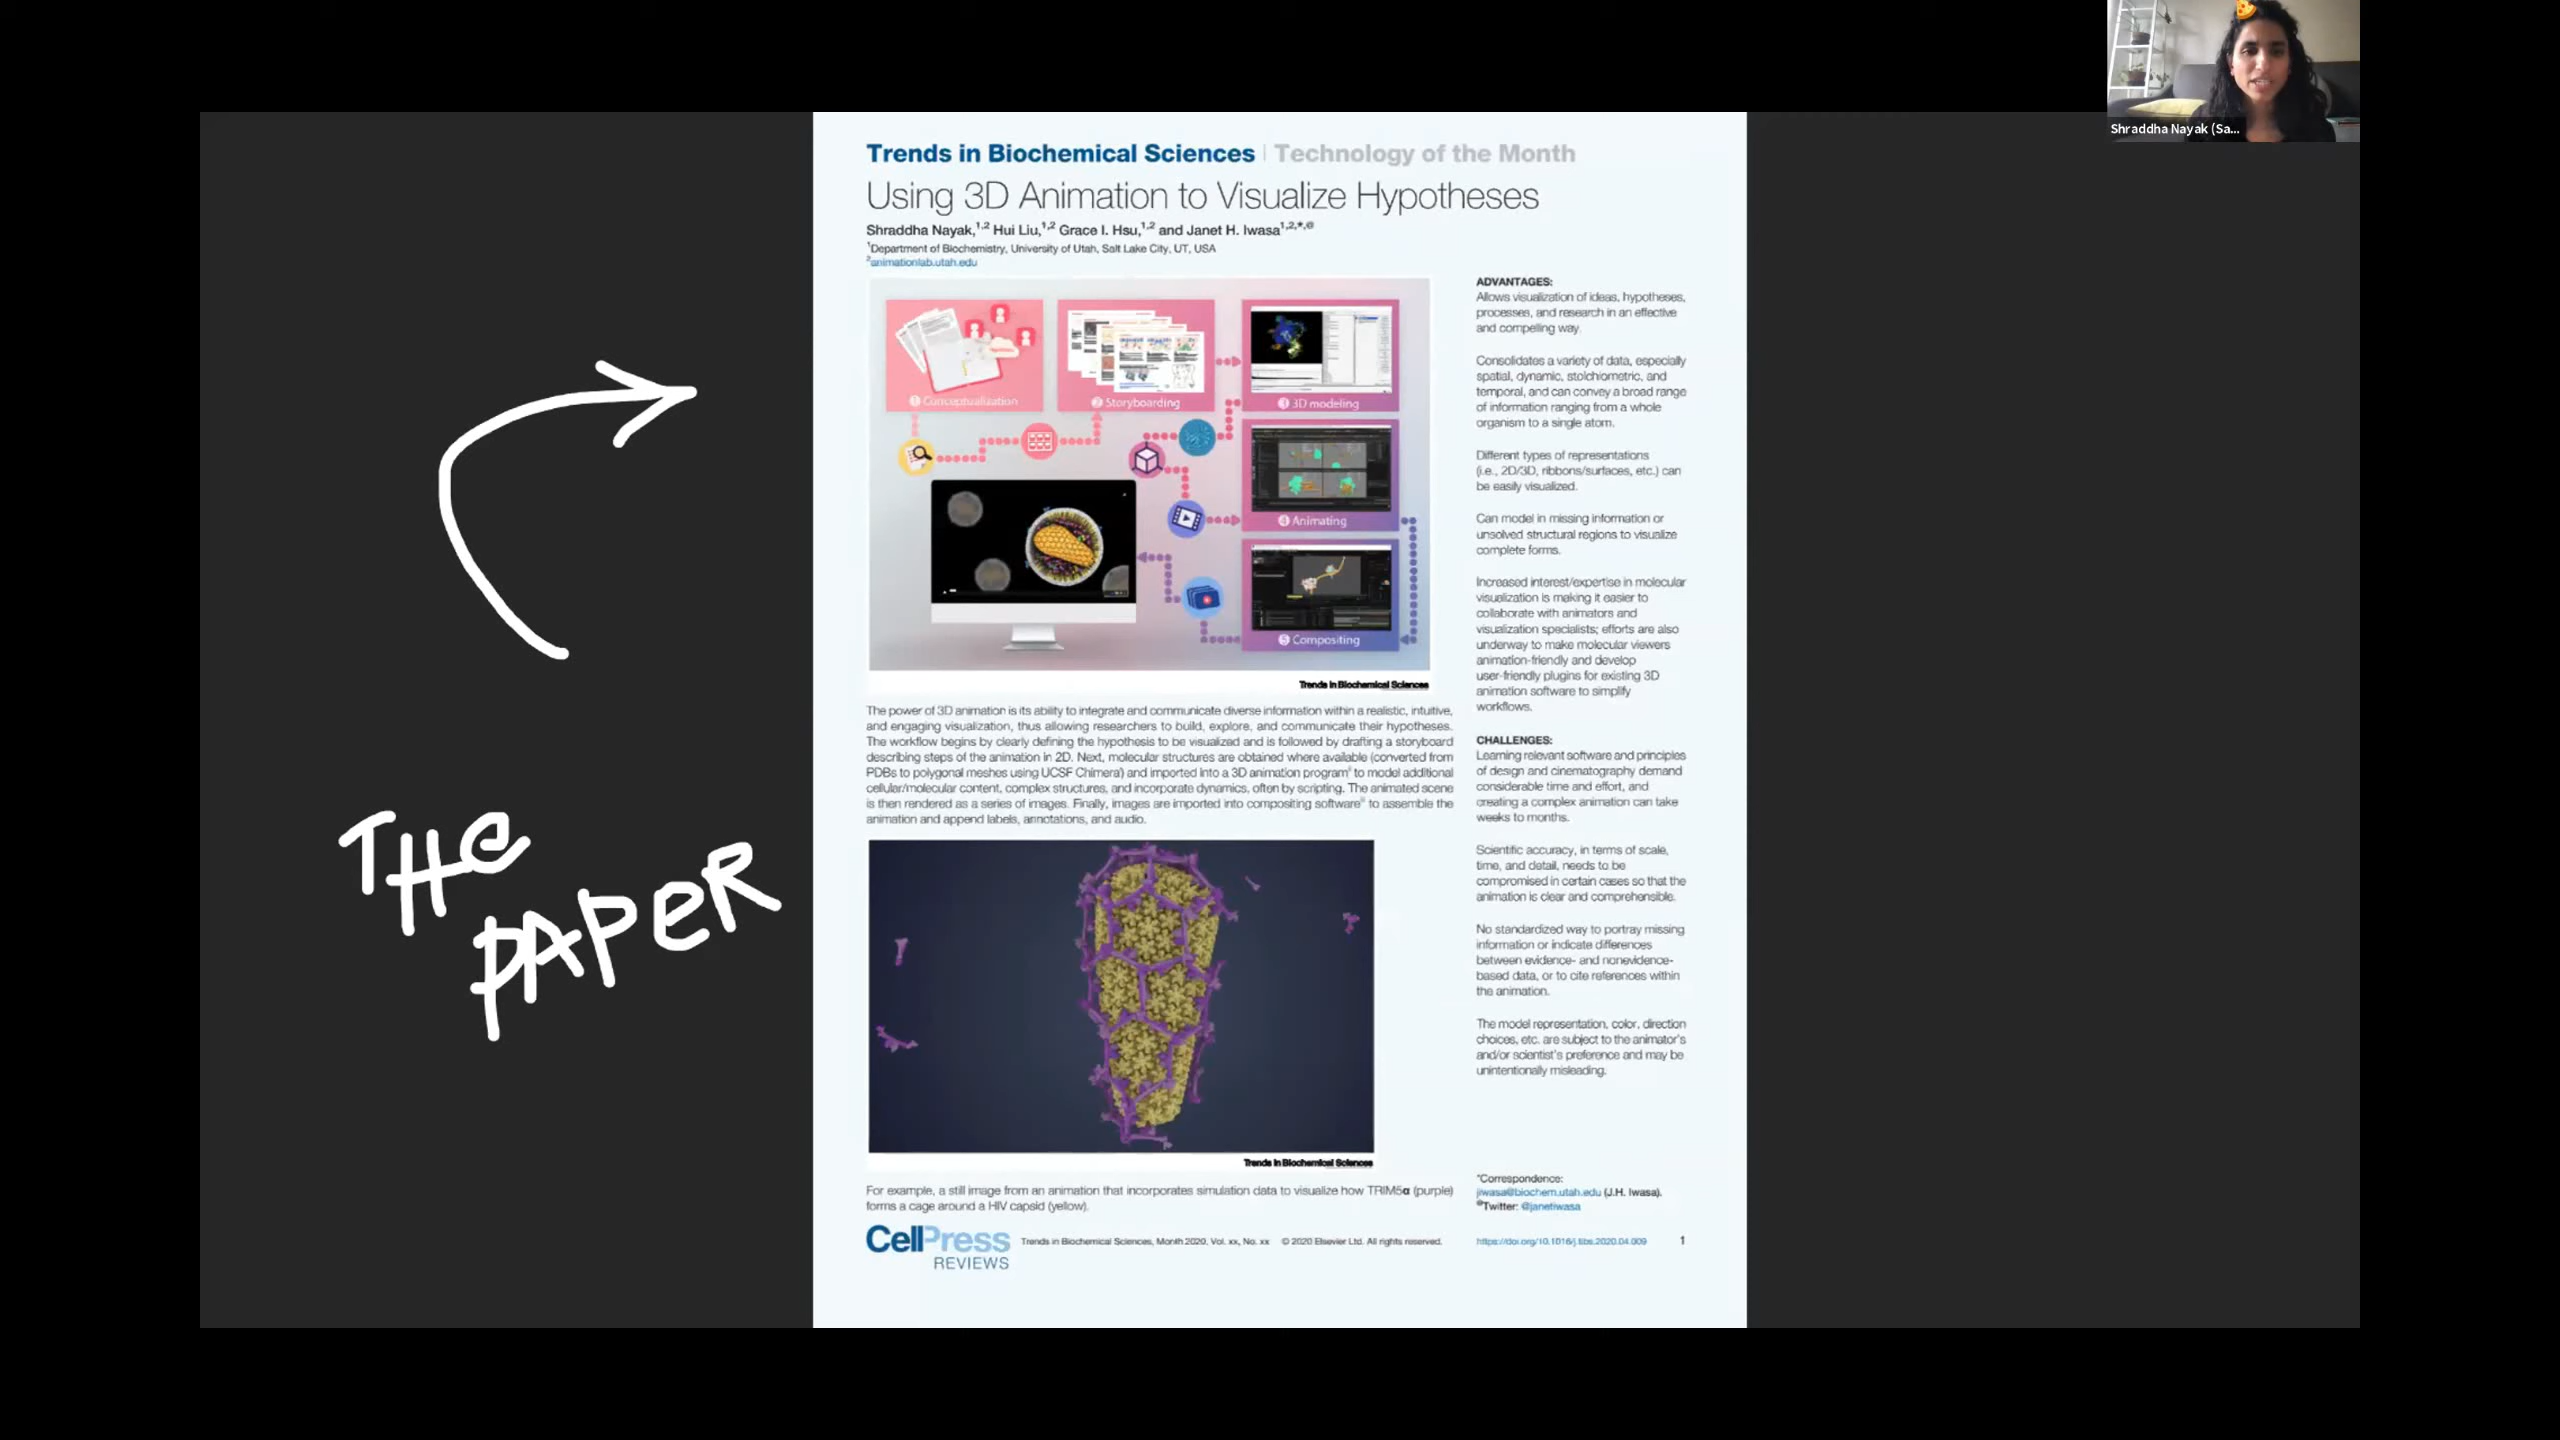 Shraddha Nayak (Sa...
THe
PAPeR
Trends in Biochemical Sciences | Technology of the Month
Using 3D Animation to Visualize Hypotheses
Shraddha Nayak,1,2 Hui Liu,1,2 Grace I. Hsu,1,2 and Janet H. Iwasa1,2,*,@
1Department of Biochemistry, University of Utah, Salt Lake City, UT, USA
2animationlab.utah.edu
1 Conceptualization
2 Storyboarding
3 3D modeling
4 Animating
5 Compositing
Trends in Biochemical Sciences
The power of 3D animation is its ability to integrate and communicate diverse information within a realistic, intuitive,
and engaging visualization, thus allowing researchers to build, explore, and communicate their hypotheses.
The workflow begins by clearly defining the hypothesis to be visualized and is followed by drafting a storyboard
describing steps of the animation in 2D. Next, molecular structures are obtained where available (converted from
PDBs to polygonal meshes using UCSF Chimerai) and imported into a 3D animation programii to model additional
cellular/molecular content, complex structures, and incorporate dynamics, often by scripting. The animated scene
is then rendered as a series of images. Finally, images are imported into compositing softwareiii to assemble the
animation and append labels, annotations, and audio.
Trends in Biochemical Sciences
For example, a still image from an animation that incorporates simulation data to visualize how TRIM5α (purple)
forms a cage around a HIV capsid (yellow).
ADVANTAGES:
Allows visualization of ideas, hypotheses,
processes, and research in an effective
and compelling way.
Consolidates a variety of data, especially
spatial, dynamic, stoichiometric, and
temporal, and can convey a broad range
of information ranging from a whole
organism to a single atom.
Different types of representations
(i.e., 2D/3D, ribbons/surfaces, etc.) can
be easily visualized.
Can model in missing information or
unsolved structural regions to visualize
complete forms.
Increased interest/expertise in molecular
visualization is making it easier to
collaborate with animators and
visualization specialists; efforts are also
underway to make molecular viewers
animation-friendly and develop
user-friendly plugins for existing 3D
animation software to simplify
workflows.
CHALLENGES:
Learning relevant software and principles
of design and cinematography demand
considerable time and effort, and
creating a complex animation can take
weeks to months.
Scientific accuracy, in terms of scale,
time, and detail, needs to be
compromised in certain cases so that the
animation is clear and comprehensible.
No standardized way to portray missing
information or indicate differences
between evidence- and nonevidence-
based data, or to cite references within
the animation.
The model representation, color, direction
choices, etc. are subject to the animator's
and/or scientist's preference and may be
unintentionally misleading.
*Correspondence:
jiwasa@biochem.utah.edu (J.H. Iwasa).
@Twitter: @janetiwasa
CellPress
REVIEWS
Trends in Biochemical Sciences, Month 2020, Vol. xx, No. xx © 2020 Elsevier Ltd. All rights reserved.
https://doi.org/10.1016/j.tibs.2020.04.009 1